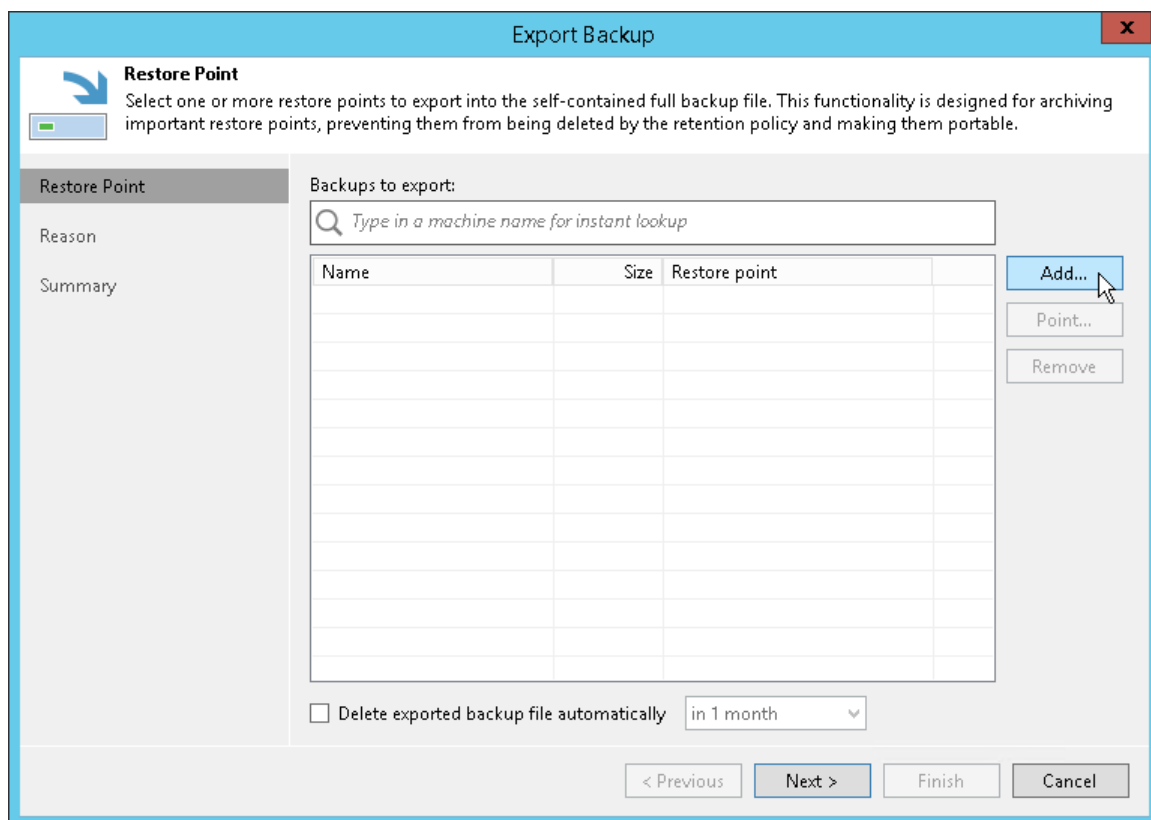 Export Backup
x
Restore Point
Select one or more restore points to export into the self-contained full backup file. This functionality is designed for archiving
important restore points, preventing them from being deleted by the retention policy and making them portable.
Restore Point
Reason
Summary
Backups to export:
Type in a machine name for instant lookup
Name Size Restore point
Add...
Point...
Remove
Delete exported backup file automatically in 1 month
< Previous Next > Finish Cancel